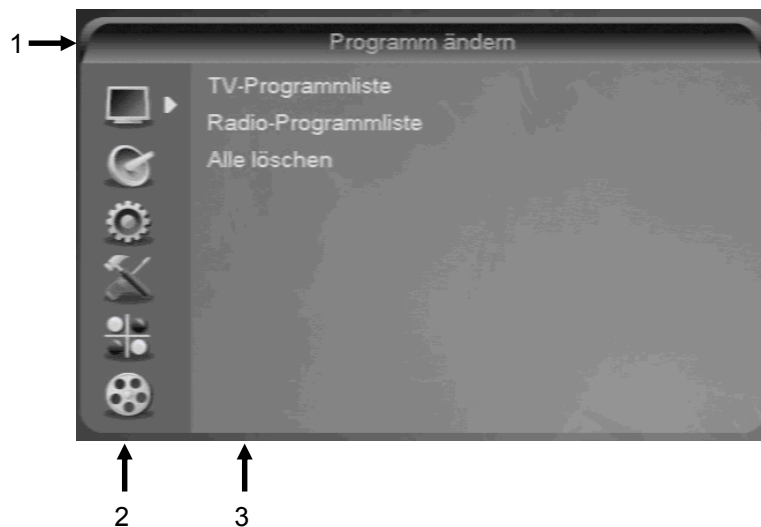 1
Programm ändern
TV-Programmliste
Radio-Programmliste
Alle löschen
2
3